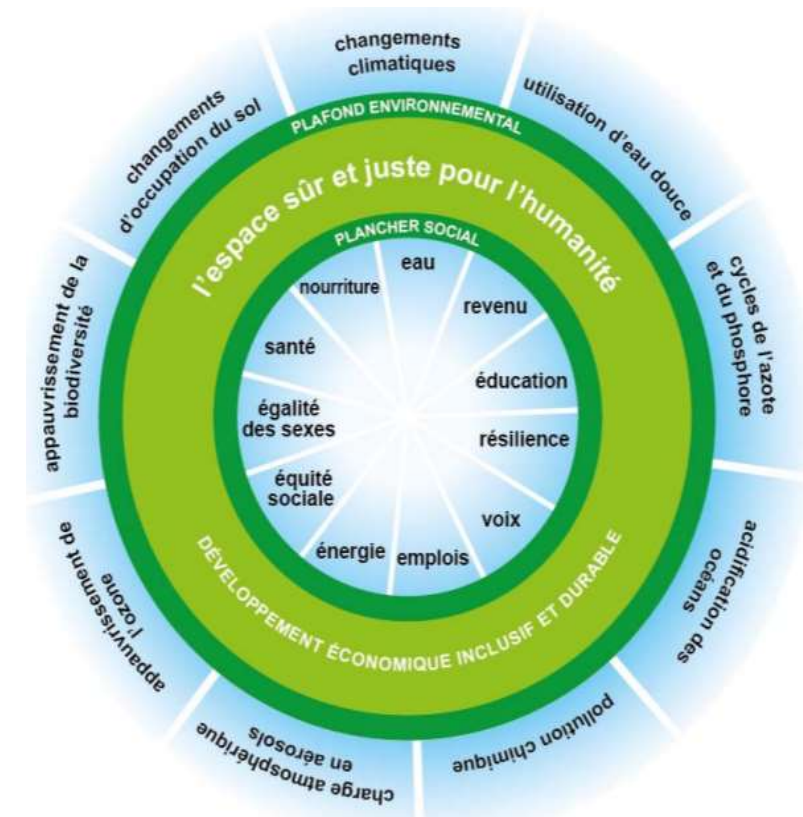 changements
climatiques
utilisation d'eau douce
cycles de l'azote
et du phosphore
acidification des
océans
pollution chimique
charge atmosphérique
en aérosols
appauvrissement de
l'ozone
appauvrissement de la
biodiversité
changements
d'occupation du sol
PLAFOND ENVIRONNEMENTAL
l'espace sûr et juste pour l'humanité
PLANCHER SOCIAL
eau
revenu
éducation
résilience
voix
emplois
énergie
équité
sociale
égalité
des sexes
santé
nourriture
DÉVELOPPEMENT ÉCONOMIQUE INCLUSIF ET DURABLE